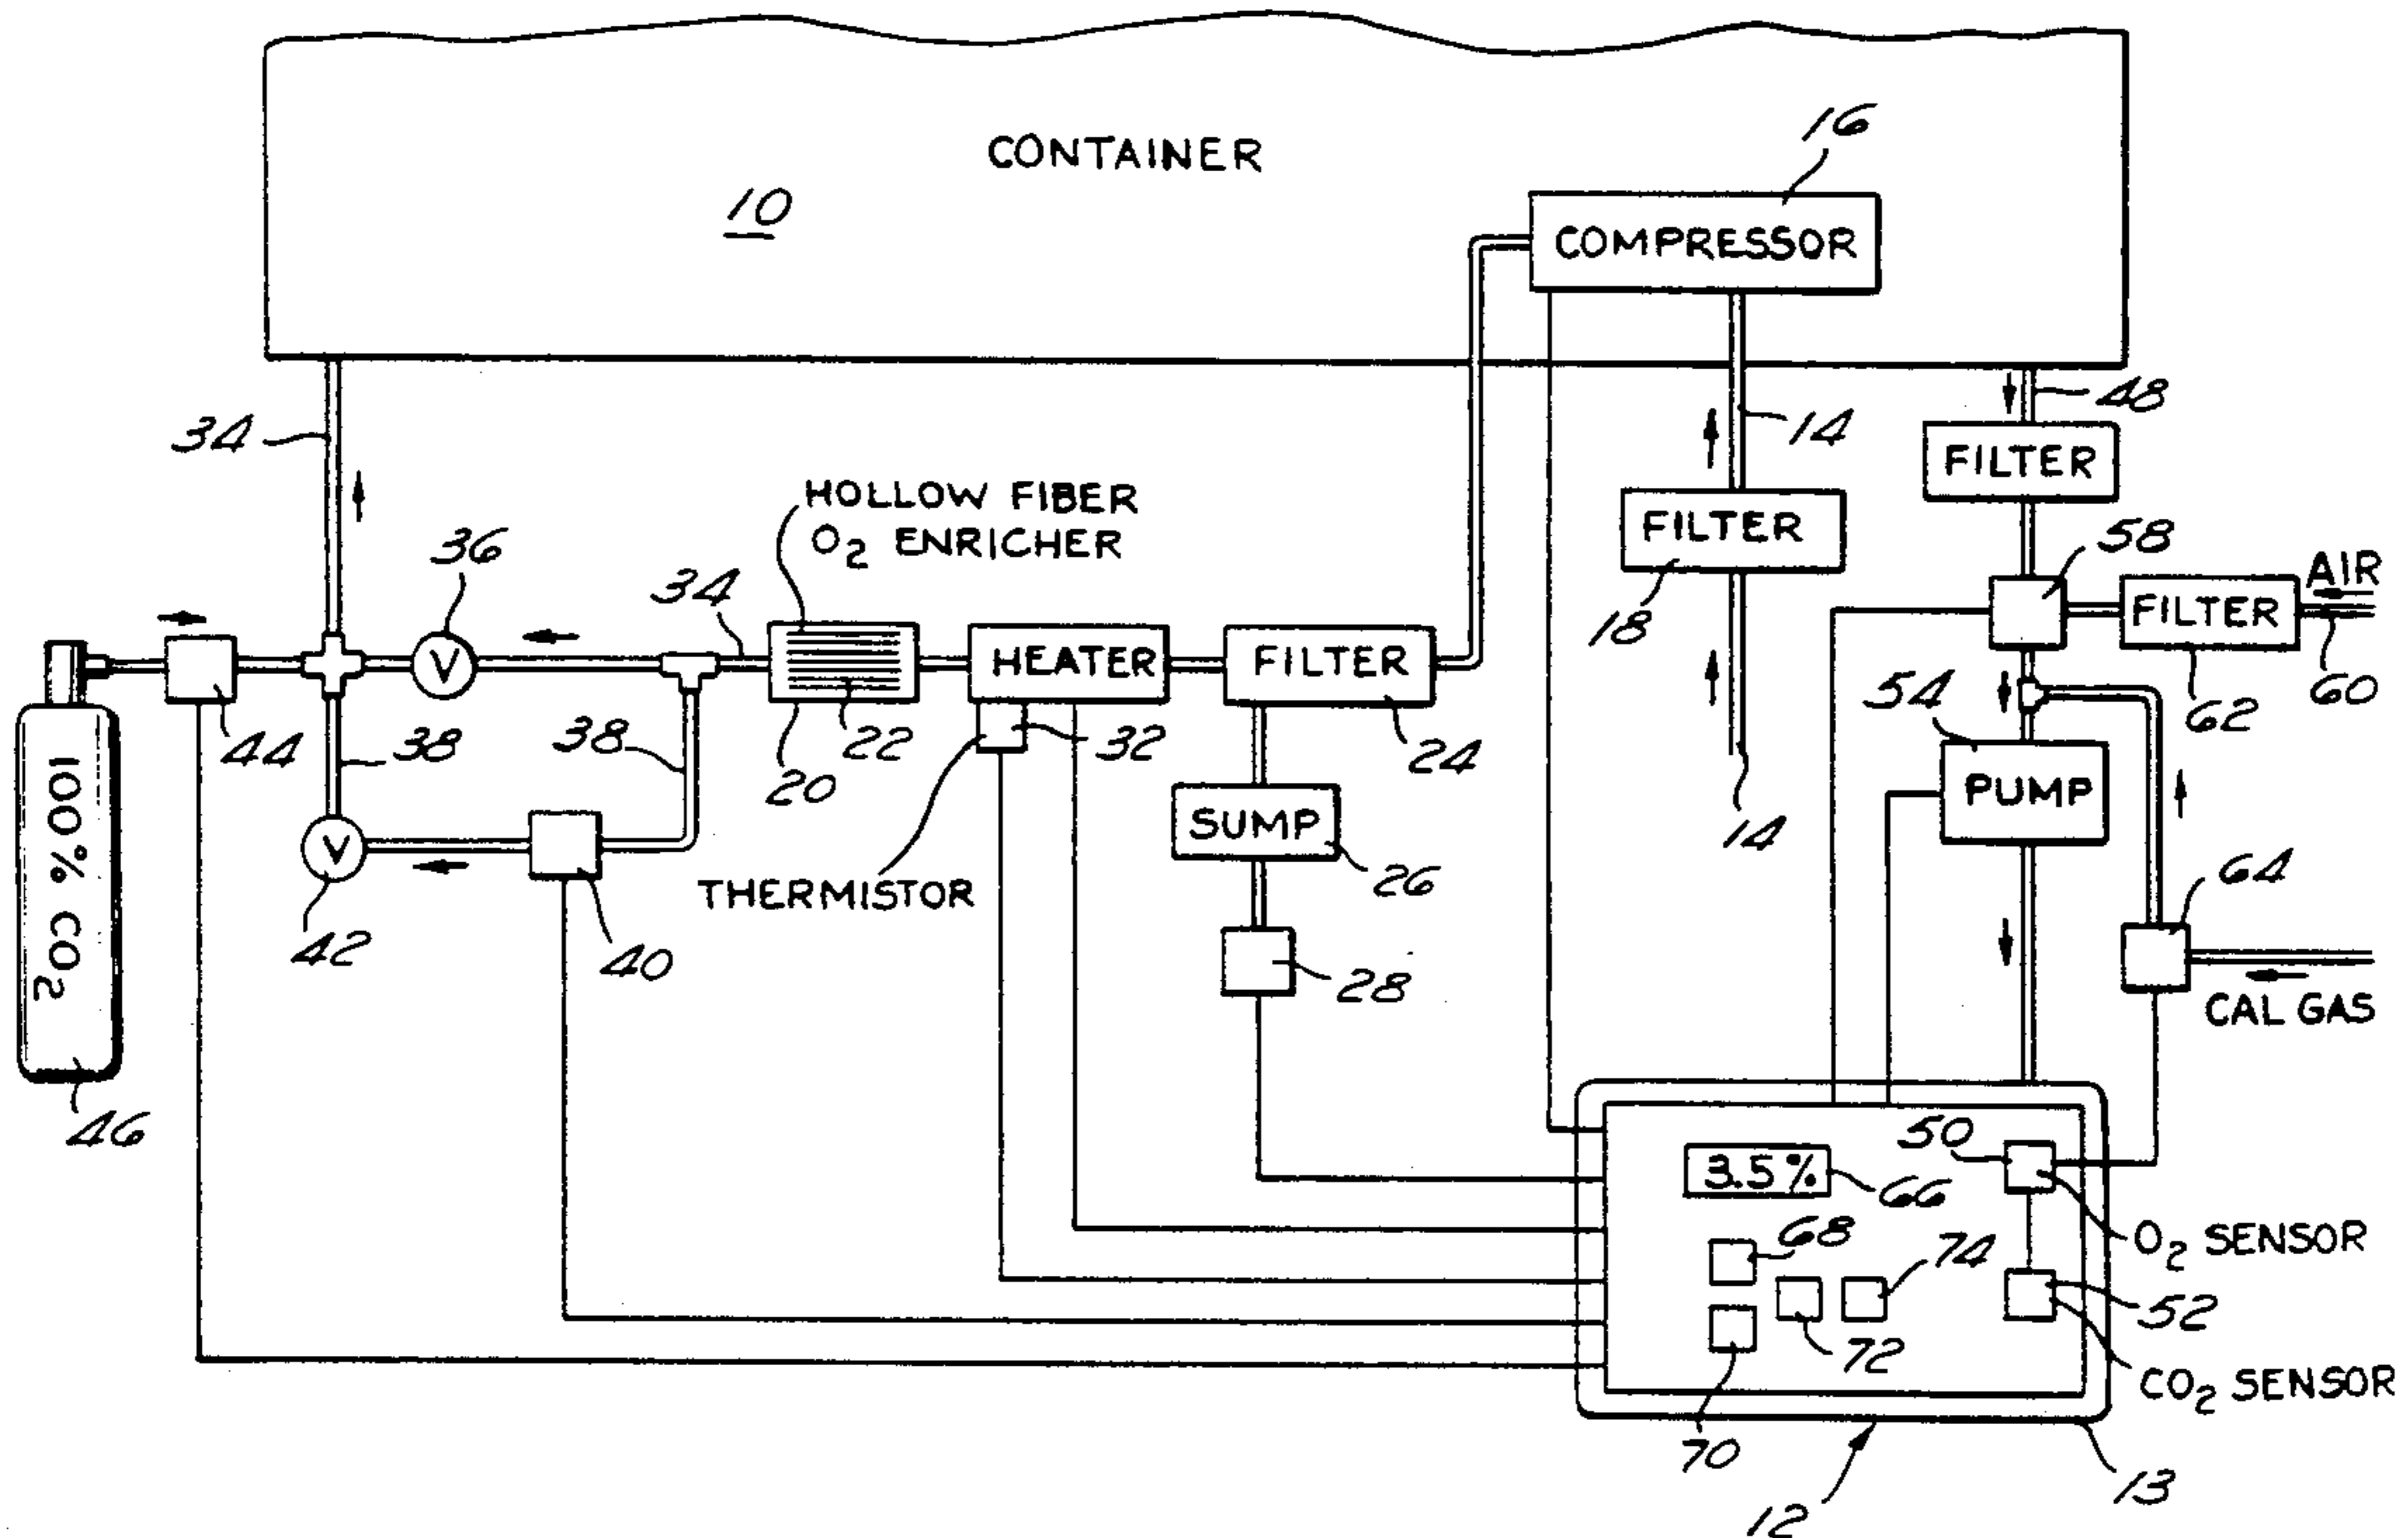 CONTAINER
10
16
COMPRESSOR
34
14
48
FILTER
HOLLOW FIBER
O2 ENRICHER
FILTER
18
58
AIR
FILTER
60
62
36
34
HEATER
FILTER
44
38
38
22
20
32
24
54
PUMP
14
100% CO2
46
SUMP
26
THERMISTOR
42
40
28
64
CAL GAS
50
3.5%
66
O2 SENSOR
68
74
52
72
CO2 SENSOR
70
12
13